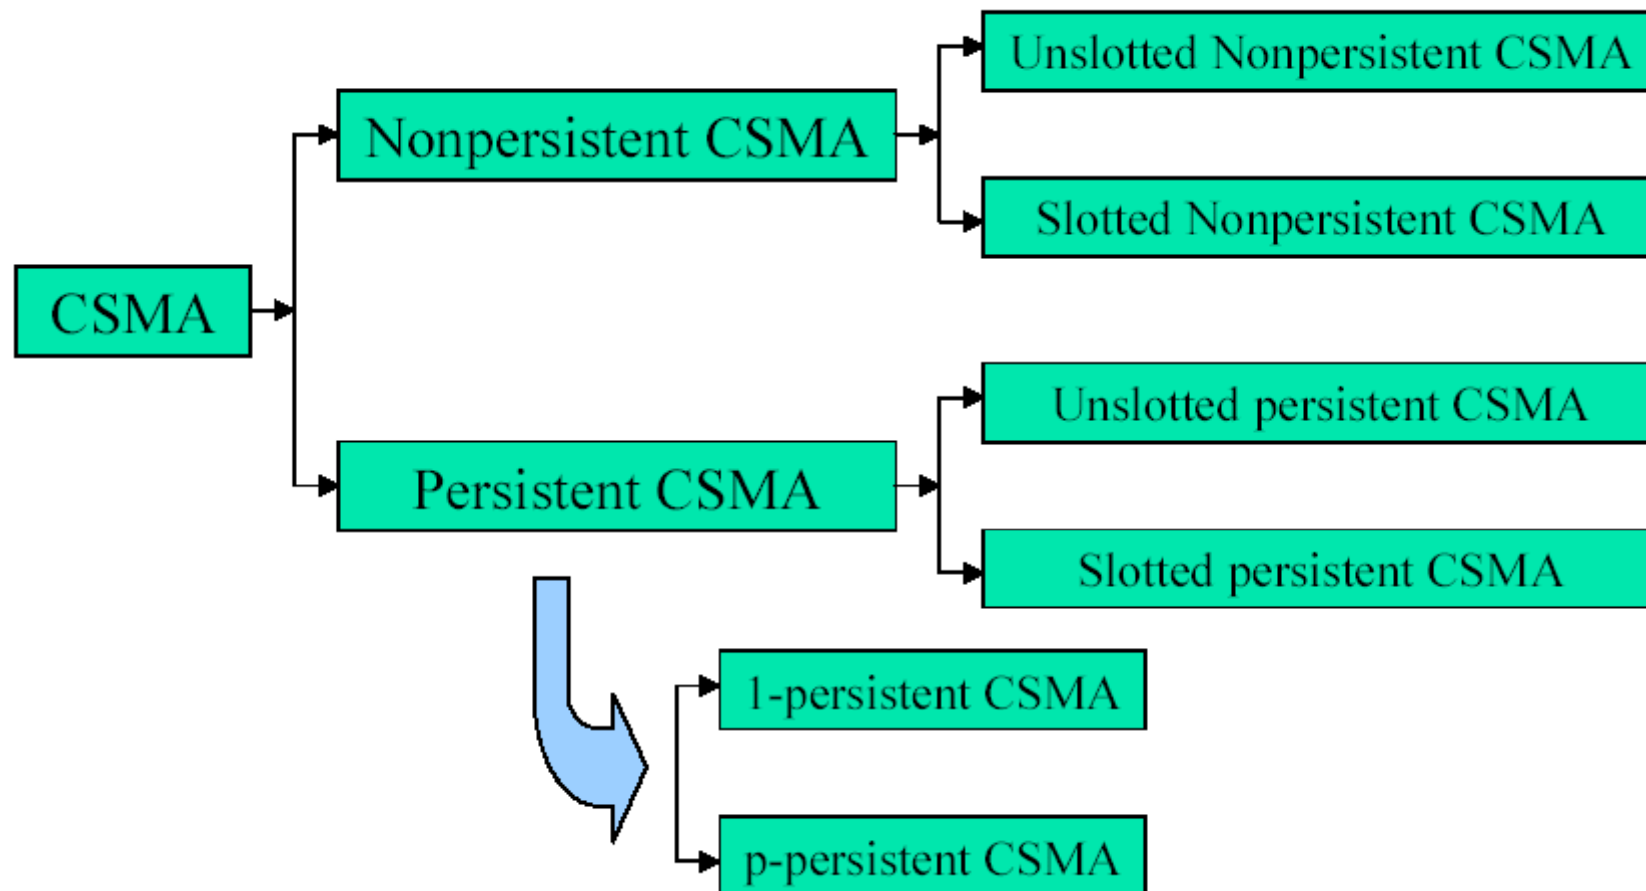 Unslotted Nonpersistent CSMA
Nonpersistent CSMA
Slotted Nonpersistent CSMA
CSMA
Unslotted persistent CSMA
Persistent CSMA
Slotted persistent CSMA
1-persistent CSMA
p-persistent CSMA